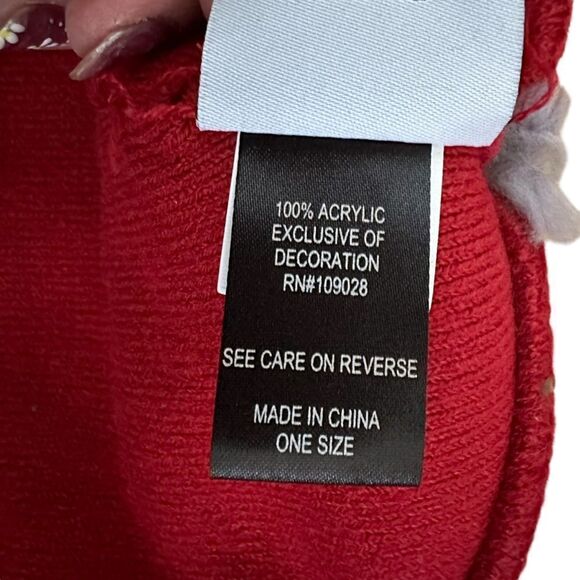 100% ACRYLIC
EXCLUSIVE OF
DECORATION
RN#109028
SEE CARE ON REVERSE
MADE IN CHINA
ONE SIZE